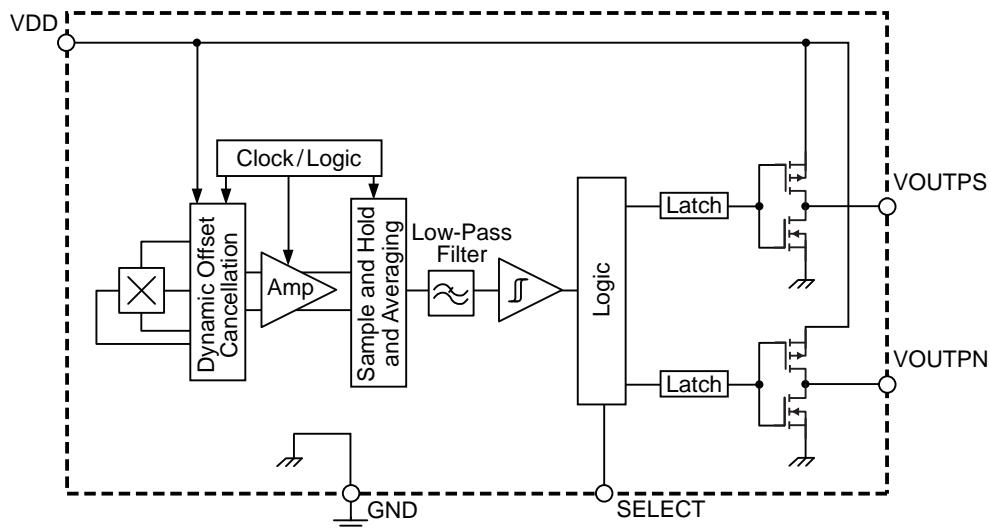 VDD
Clock/Logic
Dynamic Offset
Cancellation
Amp
Sample and Hold
and Averaging
Low-Pass
Filter
Logic
Latch
VOUTPS
Latch
VOUTPN
GND
SELECT